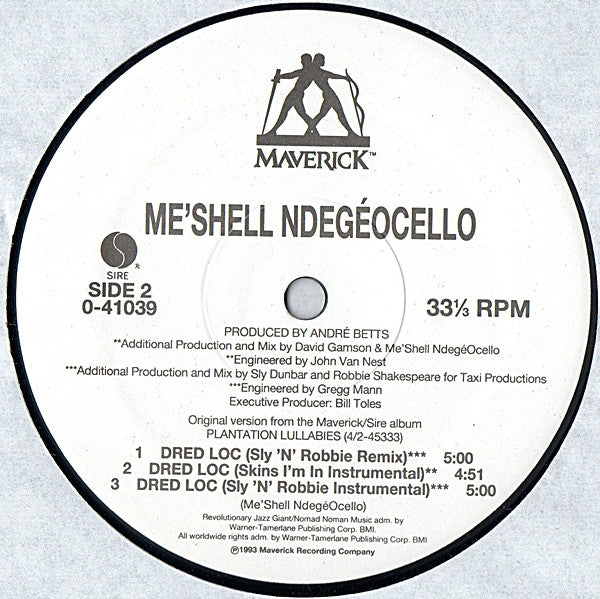 MAVERICK™
ME'SHELL NDEGÉOCELLO
SIRE®
SIDE 2
0-41039
33⅓ RPM
PRODUCED BY ANDRÉ BETTS
**Additional Production and Mix by David Gamson & Me'Shell NdegéOcello
**Engineered by John Van Nest
***Additional Production and Mix by Sly Dunbar and Robbie Shakespeare for Taxi Productions
***Engineered by Gregg Mann
Executive Producer: Bill Toles
Original version from the Maverick/Sire album
PLANTATION LULLABIES (4/2-45333)
1 DRED LOC (Sly 'N' Robbie Remix)*** 5:00
2 DRED LOC (Skins I'm In Instrumental)** 4:51
3 DRED LOC (Sly 'N' Robbie Instrumental)*** 5:00
(Me'Shell NdegéOcello)
Revolutionary Jazz Giant/Nomad Noman Music adm. by
Warner-Tamerlane Publishing Corp. BMI
All worldwide rights adm. by Warner-Tamerlane Publishing Corp. BMI
℗1993 Maverick Recording Company